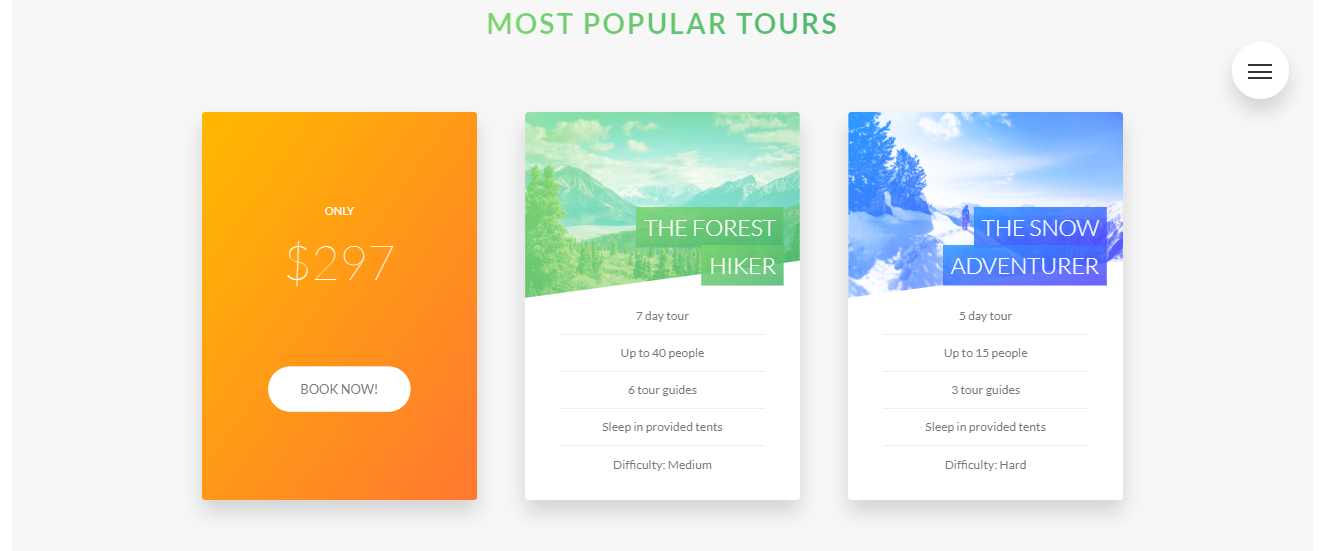 MOST POPULAR TOURS
ONLY
$297
BOOK NOW!
THE FOREST
HIKER
7 day tour
Up to 40 people
6 tour guides
Sleep in provided tents
Difficulty: Medium
THE SNOW
ADVENTURER
5 day tour
Up to 15 people
3 tour guides
Sleep in provided tents
Difficulty: Hard